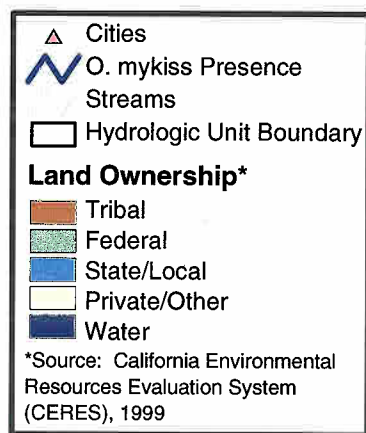 Cities
O. mykiss Presence
Streams
Hydrologic Unit Boundary
Land Ownership*
Tribal
Federal
State/Local
Private/Other
Water
*Source: California Environmental
Resources Evaluation System
(CERES), 1999